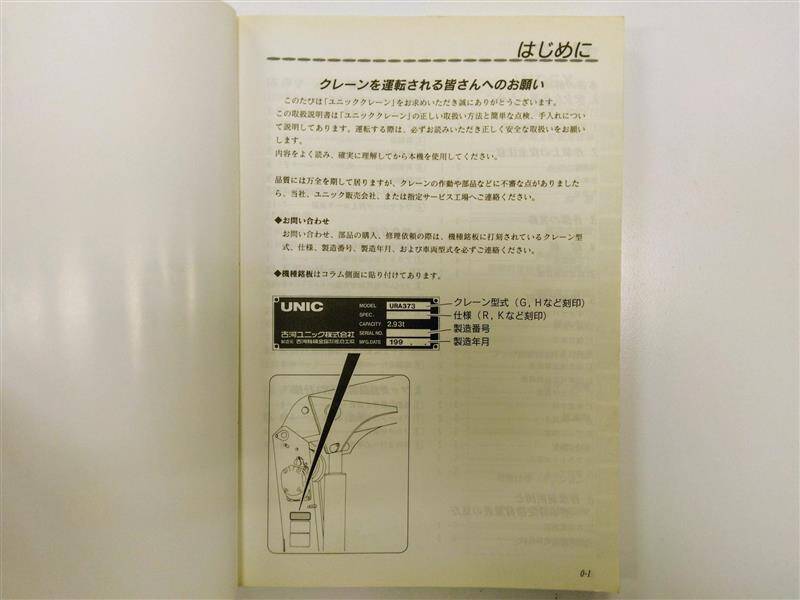 はじめに
クレーンを運転される皆さんへのお願い
このたびは「ユニッククレーン」をお求めいただき誠にありがとうございます。
この取扱説明書は「ユニッククレーン」の正しい取扱い方法と簡単な点検、手入れについ
て説明してあります。運転する際は、必ずお読みいただき正しく安全な取扱いをお願い
します。
内容をよく読み、確実に理解してから本機を使用してください。
品質には万全を期して居りますが、クレーンの作動や部品などに不審な点がありました
ら、当社、ユニック販売会社、または指定サービス工場へご連絡ください。
◆お問い合わせ
お問い合わせ、部品の購入、修理依頼の際は、機種銘板に打刻されているクレーン型
式、仕様、製造番号、製造年月、および車両型式を必ずご連絡ください。
◆機種銘板はコラム側面に貼り付けてあります。
UNIC
古河ユニック株式会社
製造元
MODEL URA373
SPEC.
CAPACITY 2.93t
SERIAL NO.
MFG.DATE 199 . .
クレーン型式（G, Hなど刻印）
仕様（R, Kなど刻印）
製造番号
製造年月
0-1